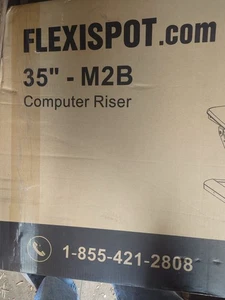 FLEXISPOT.com
35" - M2B
Computer Riser
1-855-421-2808